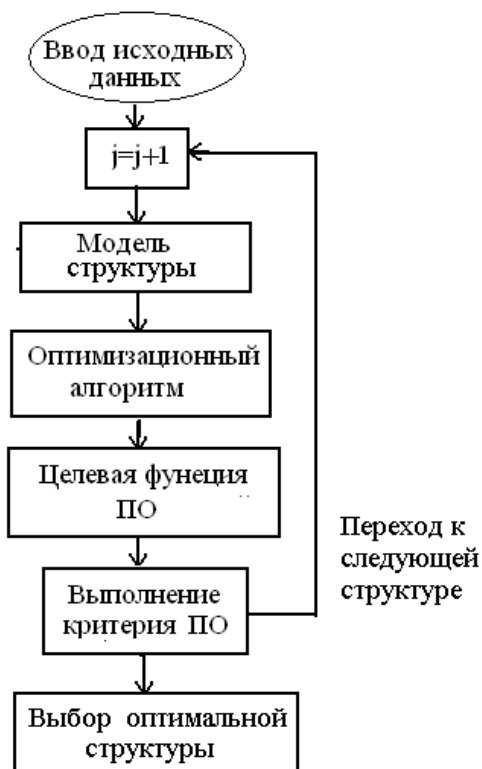 Ввод исходных
данных
j=j+1
Модель
структуры
Оптимизационный
алгоритм
Целевая фунеция
ПО
Выполнение
критерия ПО
Переход к
следующей
структуре
Выбор оптимальной
структуры